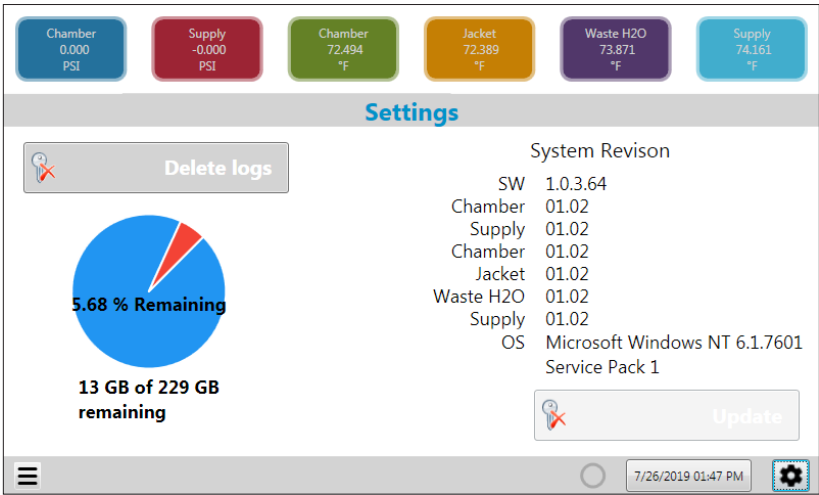 Chamber
0.000
PSI
Supply
-0.000
PSI
Chamber
72.494
°F
Jacket
72.389
°F
Waste H2O
73.871
°F
Supply
74.161
°F
Settings
Delete logs
5.68 % Remaining
13 GB of 229 GB
remaining
System Revison
SW 1.0.3.64
Chamber 01.02
Supply 01.02
Chamber 01.02
Jacket 01.02
Waste H2O 01.02
Supply 01.02
OS Microsoft Windows NT 6.1.7601
Service Pack 1
Update
7/26/2019 01:47 PM